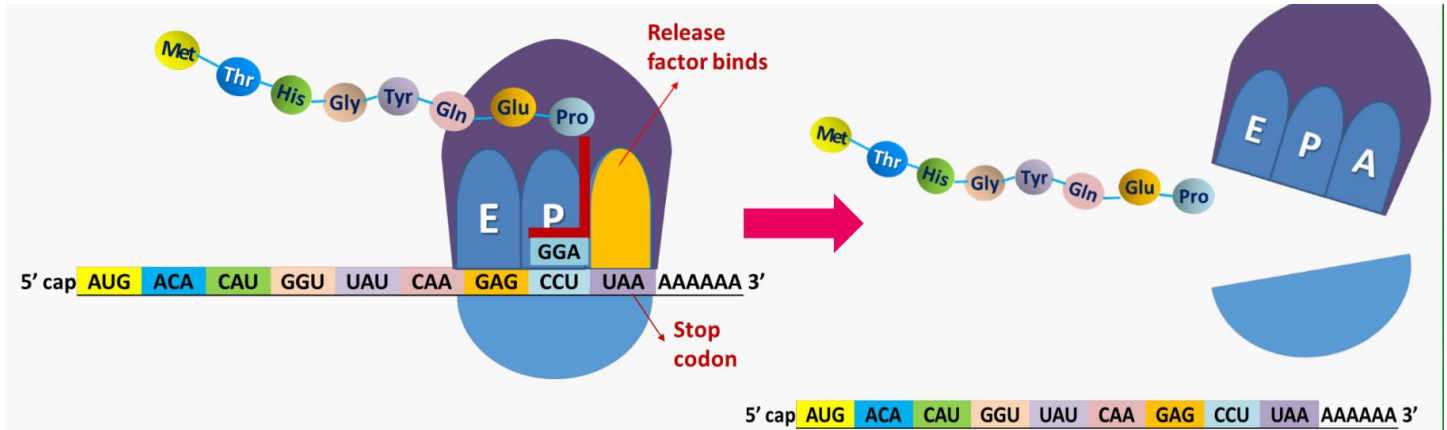 Release
factor binds
Met Thr His Gly Tyr Gln Glu Pro
E P
GGA
5’ cap AUG ACA CAU GGU UAU CAA GAG CCU UAA AAAAAA 3’
Stop
codon
E P A
Met Thr His Gly Tyr Gln Glu Pro
5’ cap AUG ACA CAU GGU UAU CAA GAG CCU UAA AAAAAA 3’